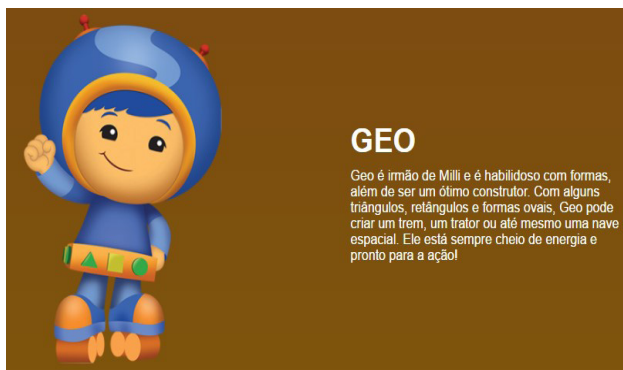 GEO
Geo é irmão de Milli e é habilidoso com formas,
além de ser um ótimo construtor. Com alguns
triângulos, retângulos e formas ovais, Geo pode
criar um trem, um trator ou até mesmo uma nave
espacial. Ele está sempre cheio de energia e
pronto para a ação!